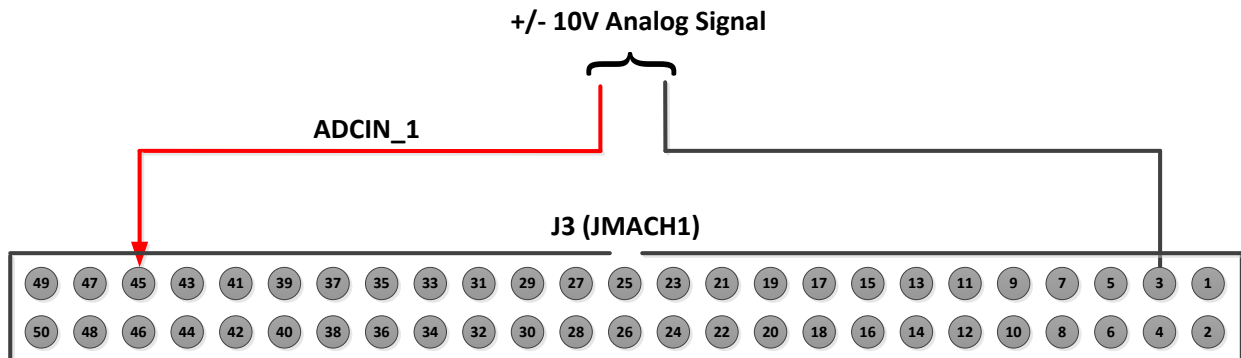 +/- 10V Analog Signal
ADCIN_1
J3 (JMACH1)
49 47 45 43 41 39 37 35 33 31 29 27 25 23 21 19 17 15 13 11 9 7 5 3 1
50 48 46 44 42 40 38 36 34 32 30 28 26 24 22 20 18 16 14 12 10 8 6 4 2